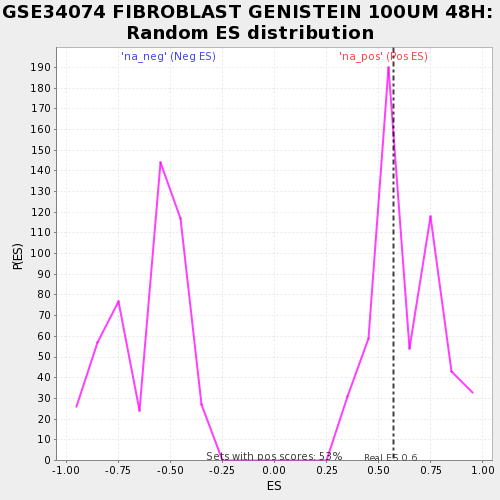 GSE34074 FIBROBLAST GENISTEIN 100UM 48H:
Random ES distribution
'na_neg' (Neg ES)
'na_pos' (Pos ES)
190
180
170
160
150
140
130
120
110
100
90
80
70
60
50
40
30
20
10
0
P(ES)
Sets with pos scores: 53%
Real ES 0.6
-1.00 -0.75 -0.50 -0.25 0.00 0.25 0.50 0.75 1.00
ES